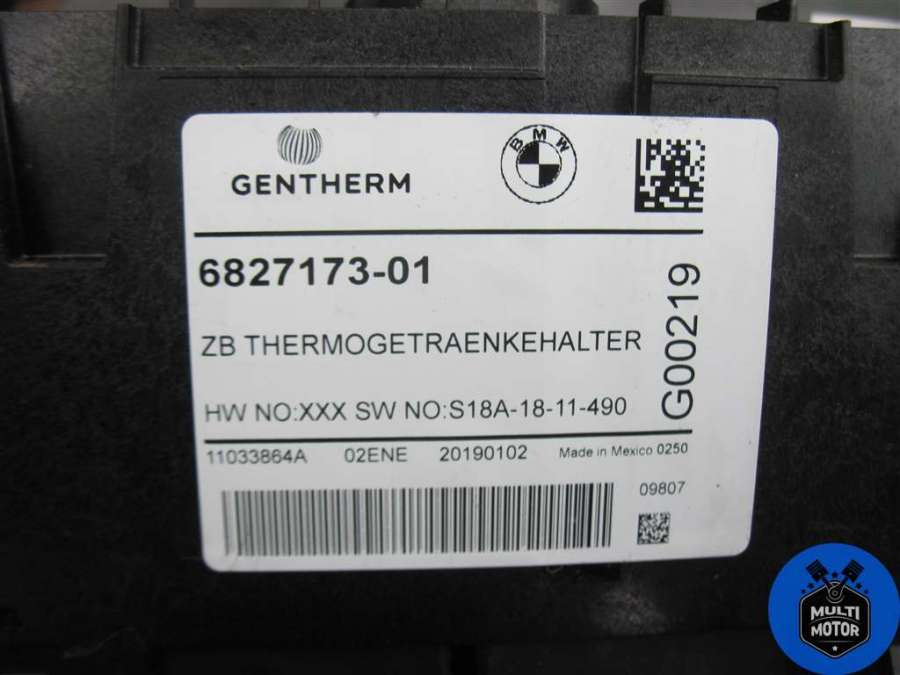 GENTHERM
BMW
6827173-01
ZB THERMOGETRAENKEHALTER
G00219
HW NO:XXX SW NO:S18A-18-11-490
11033864A 02ENE 20190102 Made in Mexico 0250
09807
MULTI
MOTOR